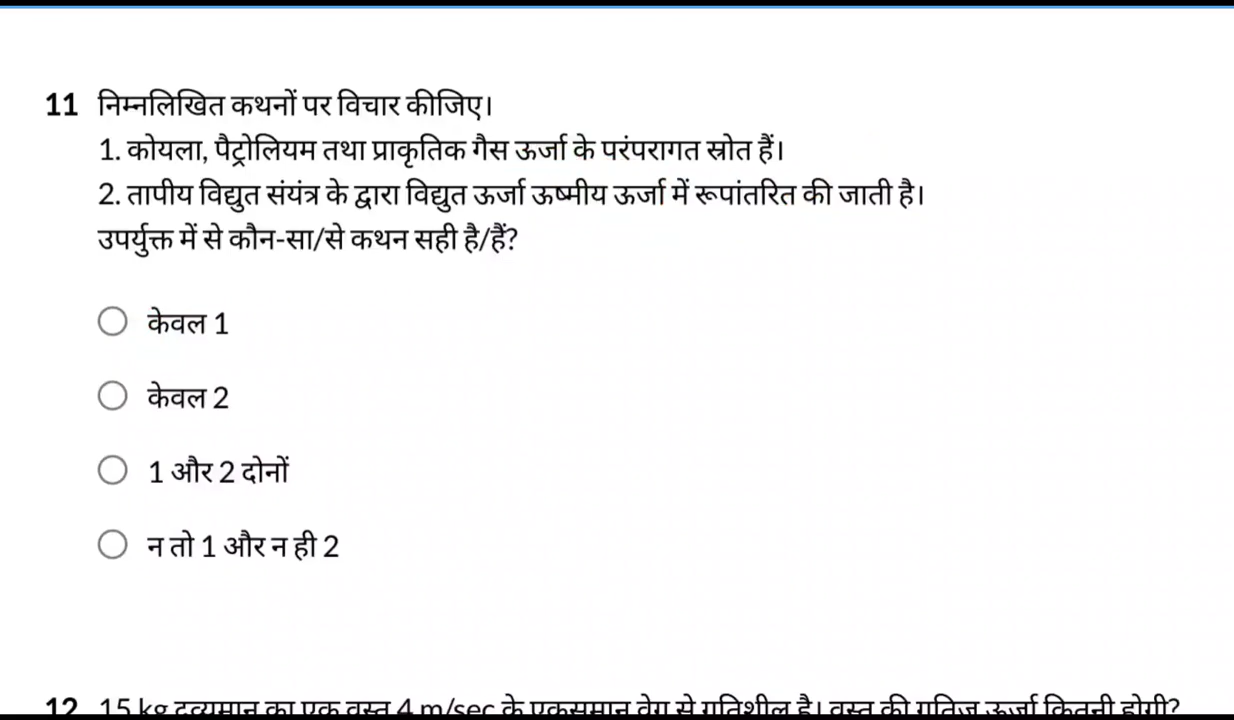 11 निम्नलिखित कथनों पर विचार कीजिए।
1. कोयला, पैट्रोलियम तथा प्राकृतिक गैस ऊर्जा के परंपरागत स्रोत हैं।
2. तापीय विद्युत संयंत्र के द्वारा विद्युत ऊर्जा ऊष्मीय ऊर्जा में रूपांतरित की जाती है।
उपर्युक्त में से कौन-सा/से कथन सही है/हैं?
केवल 1
केवल 2
1 और 2 दोनों
न तो 1 और न ही 2
12 15 kg द्रव्यमान का एक वस्तु 4 m/sec के एकसमान वेग से गतिशील है। वस्तु की गतिज ऊर्जा कितनी होगी?